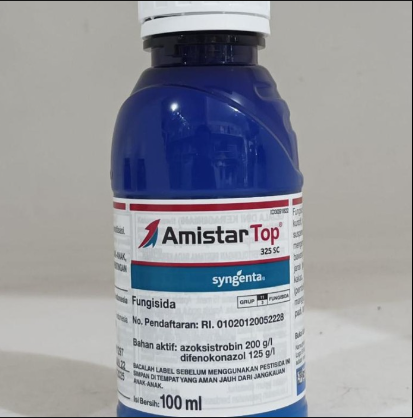 Amistar Top®
325 SC
syngenta
Fungisida
GRUP 11 3 FUNGISIDA
No. Pendaftaran: RI. 01020120052228
Bahan aktif: azoksistrobin 200 g/l
difenokonazol 125 g/l
BACALAH LABEL SEBELUM MENGGUNAKAN PESTISIDA INI
SIMPAN DI TEMPAT YANG AMAN JAUH DARI JANGKAUAN
ANAK-ANAK.
Isi Bersih: 100 ml